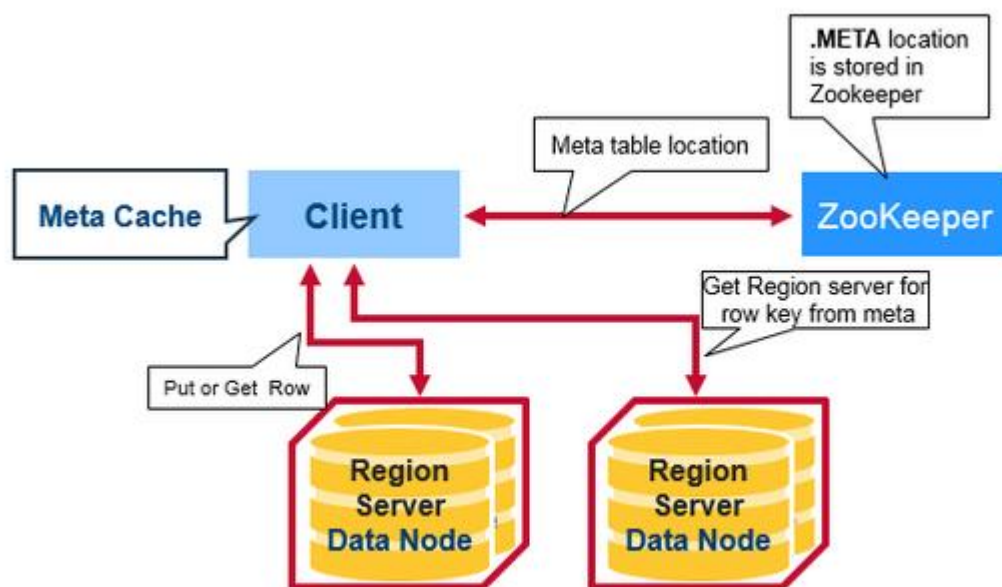 .META location
is stored in
Zookeeper
Meta table location
Meta Cache
Client
ZooKeeper
Get Region server for
row key from meta
Put or Get Row
Region
Server
Data Node
Region
Server
Data Node